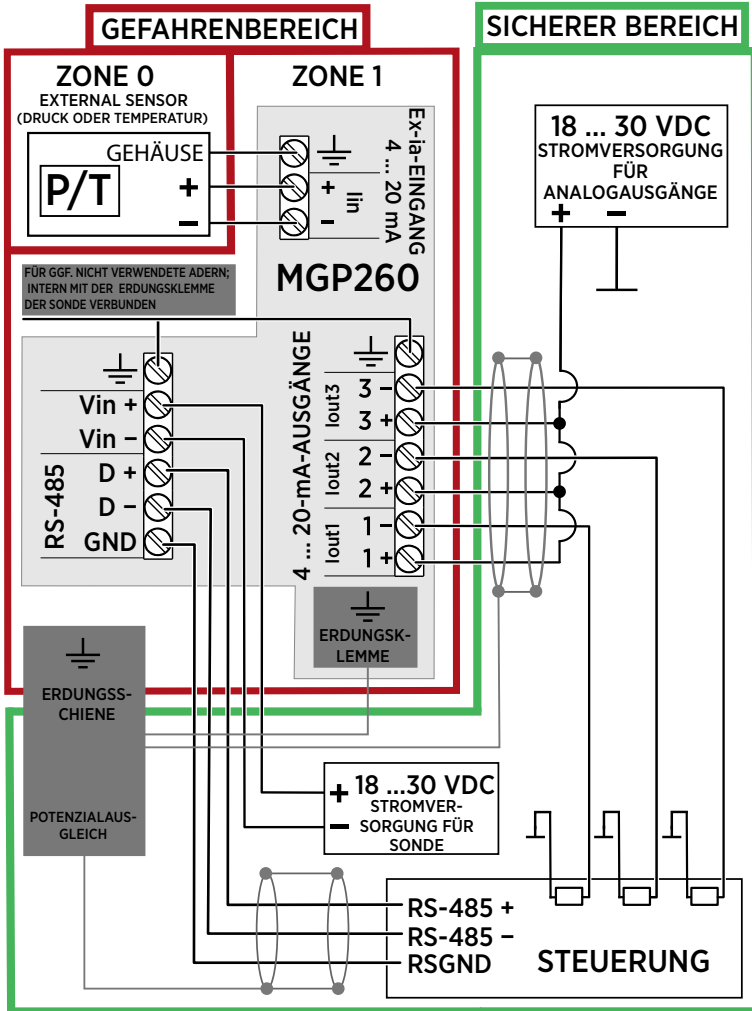 GEFAHRENBEREICH
SICHERER BEREICH
ZONE 0
EXTERNAL SENSOR
(DRUCK ODER TEMPERATUR)
GEHÄUSE
P/T
+
−
ZONE 1
Ex-ia-EINGANG
4 ... 20 mA
Iin
+
−
MGP260
18 ... 30 VDC
STROMVERSORGUNG
FÜR
ANALOGAUSGÄNGE
+ −
FÜR GGF. NICHT VERWENDETE ADERN;
INTERN MIT DER ERDUNGSKLEMME
DER SONDE VERBUNDEN
Vin +
Vin −
RS-485
D +
D −
GND
4 ... 20-mA-AUSGÄNGE
Iout3
3 −
3 +
Iout2
2 −
2 +
Iout1
1 −
1 +
ERDUNGSK-
LEMME
ERDUNGSS-
CHIENE
POTENZIALAUS-
GLEICH
+ 18 ...30 VDC
STROMVER-
− SORGUNG FÜR
SONDE
RS-485 +
RS-485 −
RSGND
STEUERUNG